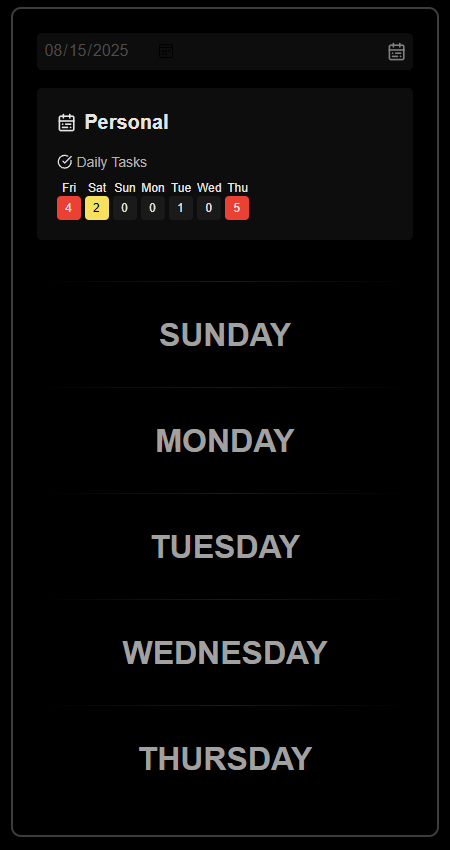 08/15/2025
Personal
Daily Tasks
Fri Sat Sun Mon Tue Wed Thu
4 2 0 0 1 0 5
SUNDAY
MONDAY
TUESDAY
WEDNESDAY
THURSDAY